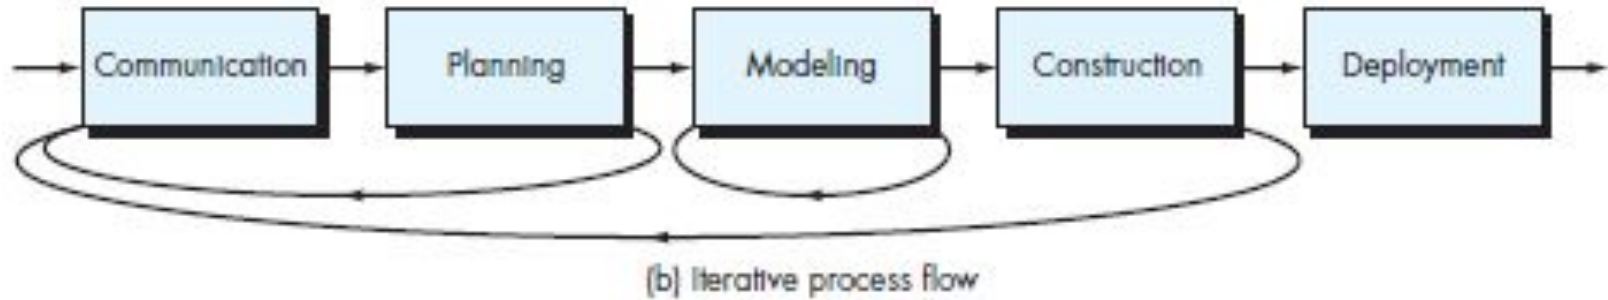 Communication
Planning
Modeling
Construction
Deployment
(b) Iterative process flow